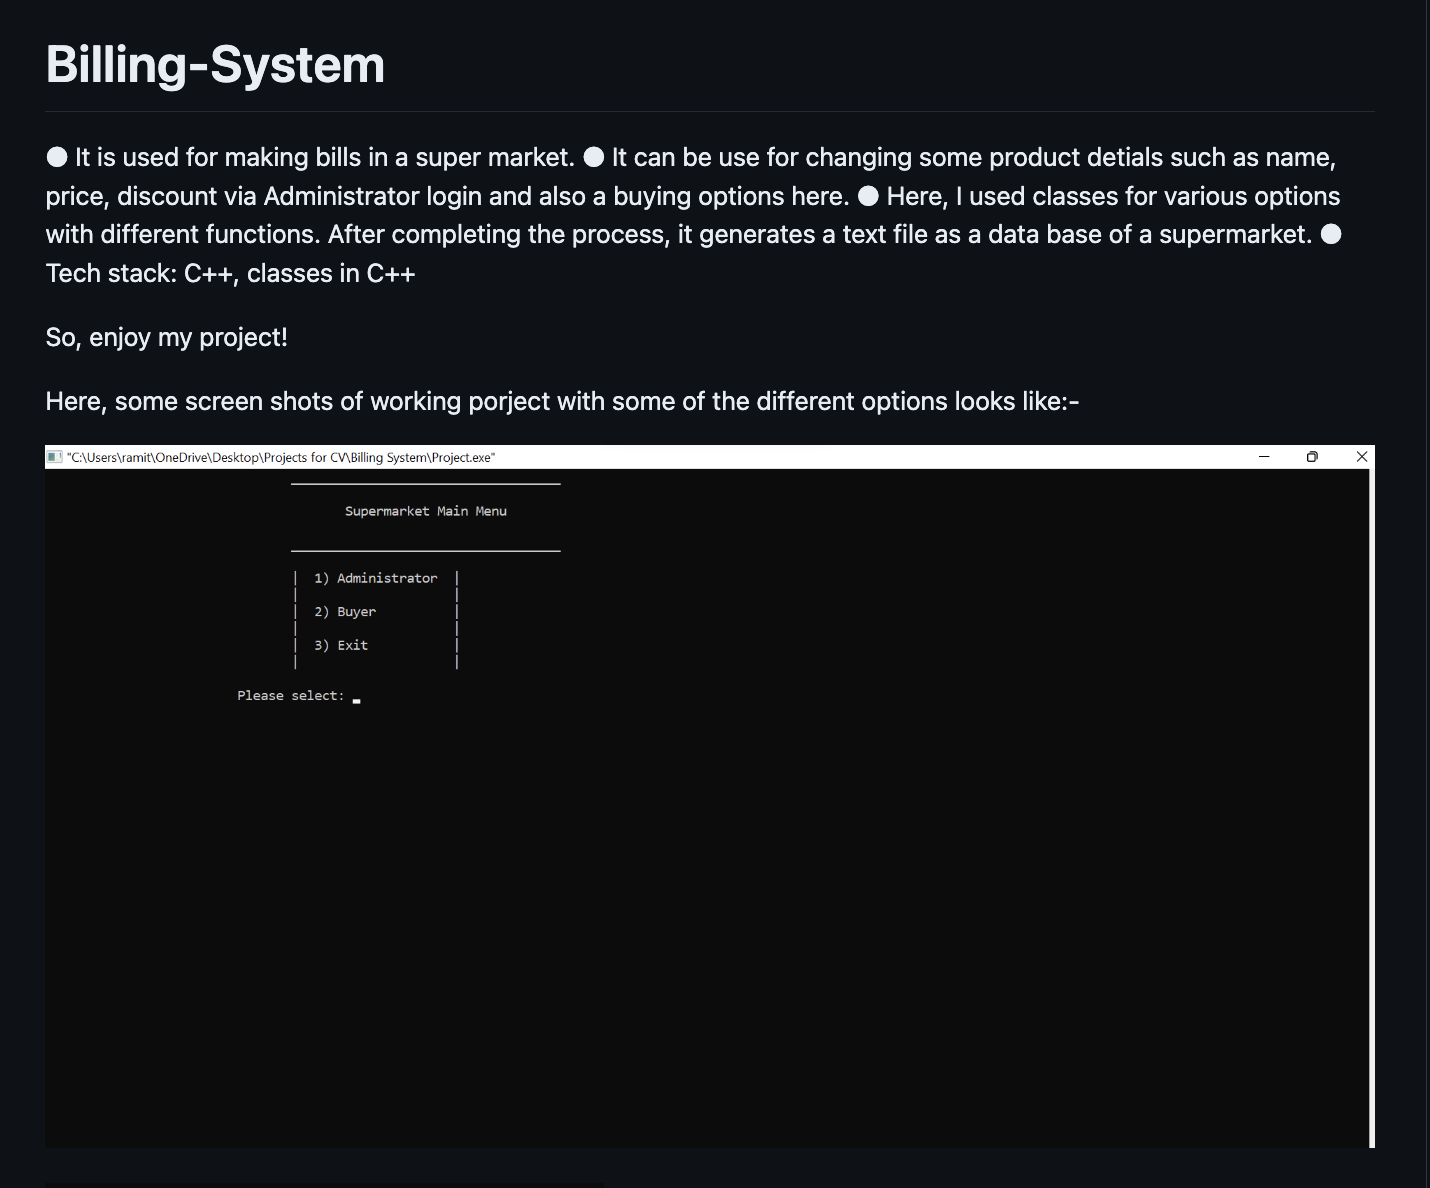 Billing-System
● It is used for making bills in a super market. ● It can be use for changing some product detials such as name,
price, discount via Administrator login and also a buying options here. ● Here, I used classes for various options
with different functions. After completing the process, it generates a text file as a data base of a supermarket. ●
Tech stack: C++, classes in C++
So, enjoy my project!
Here, some screen shots of working porject with some of the different options looks like:-
"C:\Users\ramit\OneDrive\Desktop\Projects for CV\Billing System\Project.exe"
Supermarket Main Menu
1) Administrator
2) Buyer
3) Exit
Please select: